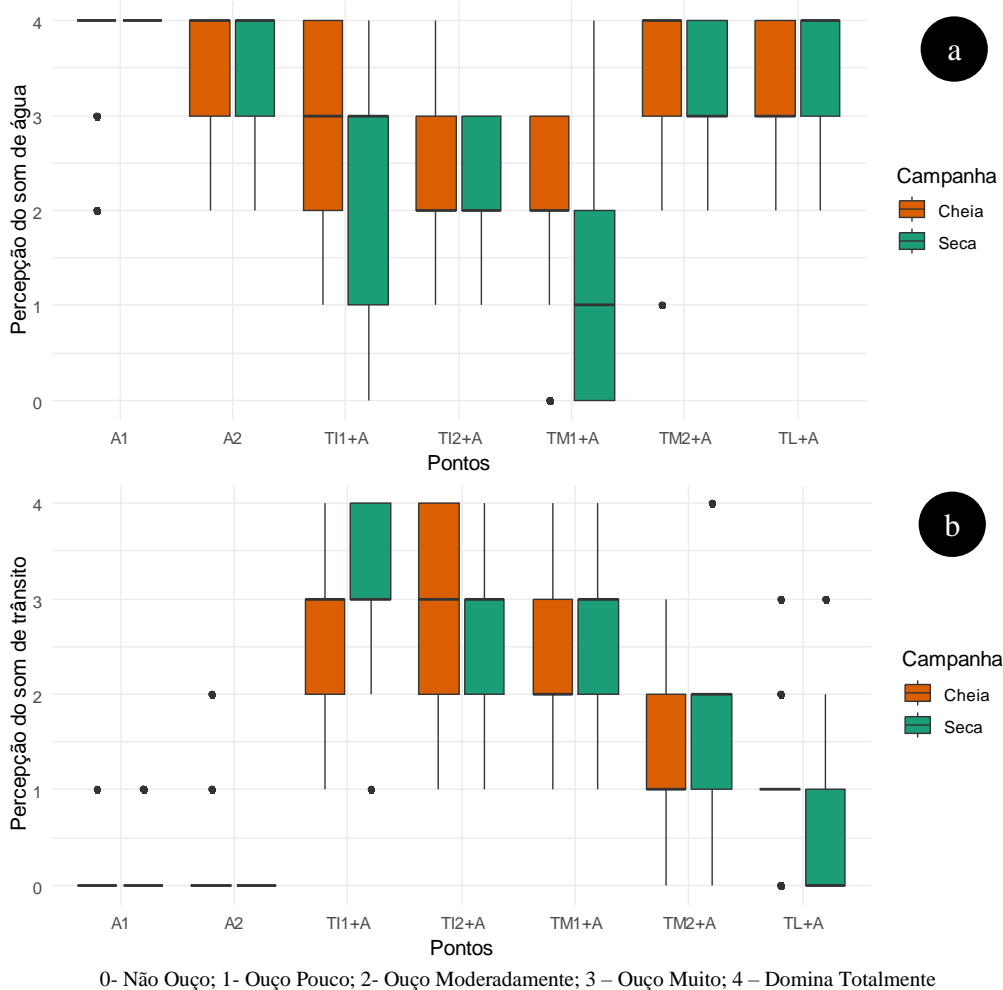 4
3
2
1
0
Percepção do som de água
A1 A2 TI1+A TI2+A TM1+A TM2+A TL+A
Pontos
a
Campanha
Cheia
Seca
4
3
2
1
0
Percepção do som de trânsito
A1 A2 TI1+A TI2+A TM1+A TM2+A TL+A
Pontos
b
Campanha
Cheia
Seca
0- Não Ouço; 1- Ouço Pouco; 2- Ouço Moderadamente; 3 – Ouço Muito; 4 – Domina Totalmente